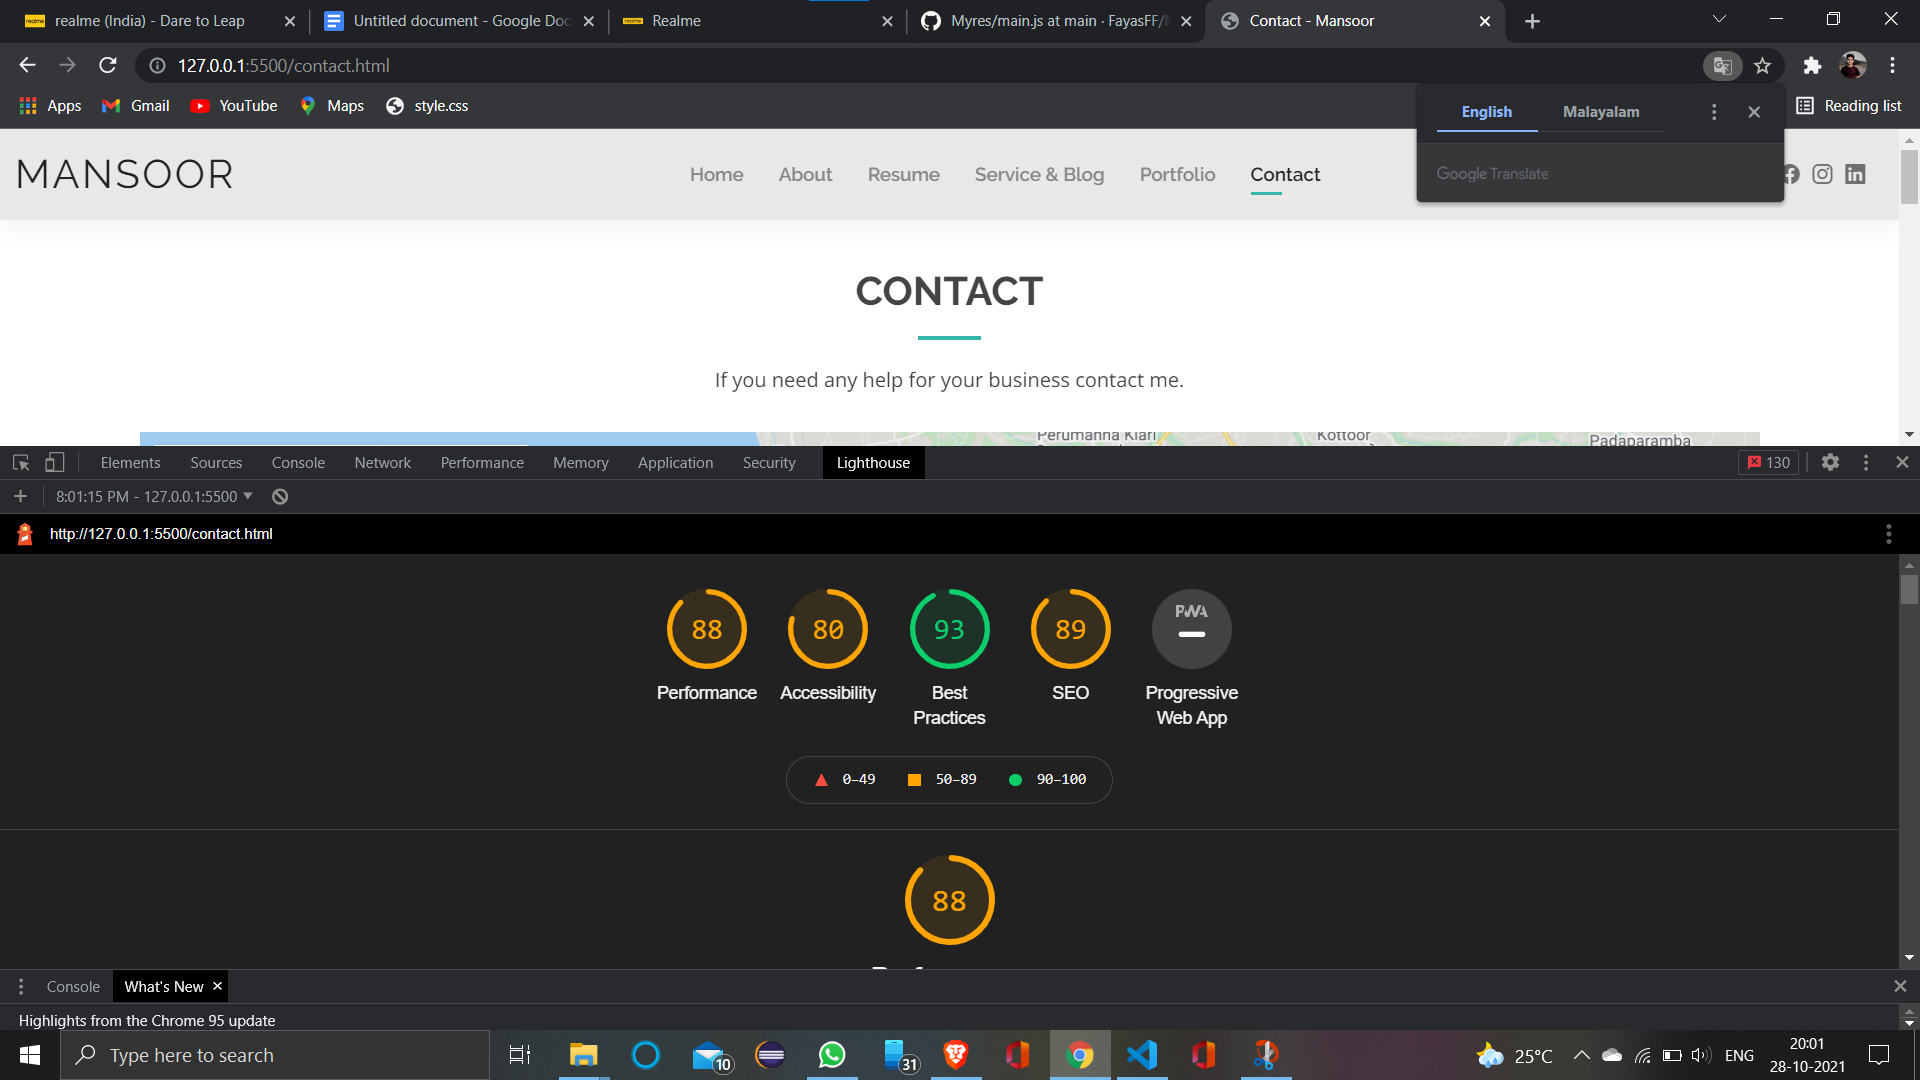 realme (India) - Dare to Leap
Untitled document - Google Doc
Realme
Myres/main.js at main · FayasFF/
Contact - Mansoor
127.0.0.1:5500/contact.html
Apps
Gmail
YouTube
Maps
style.css
Reading list
English
Malayalam
Google Translate
MANSOOR
Home
About
Resume
Service & Blog
Portfolio
Contact
CONTACT
If you need any help for your business contact me.
Perumanna Klari
Kottoor
Padaparamba
Elements
Sources
Console
Network
Performance
Memory
Application
Security
Lighthouse
130
8:01:15 PM - 127.0.0.1:5500
http://127.0.0.1:5500/contact.html
88
80
93
89
PWA
Performance
Accessibility
Best
Practices
SEO
Progressive
Web App
0–49
50–89
90–100
88
Console
What's New
Highlights from the Chrome 95 update
Type here to search
10
31
25°C
ENG
20:01
28-10-2021